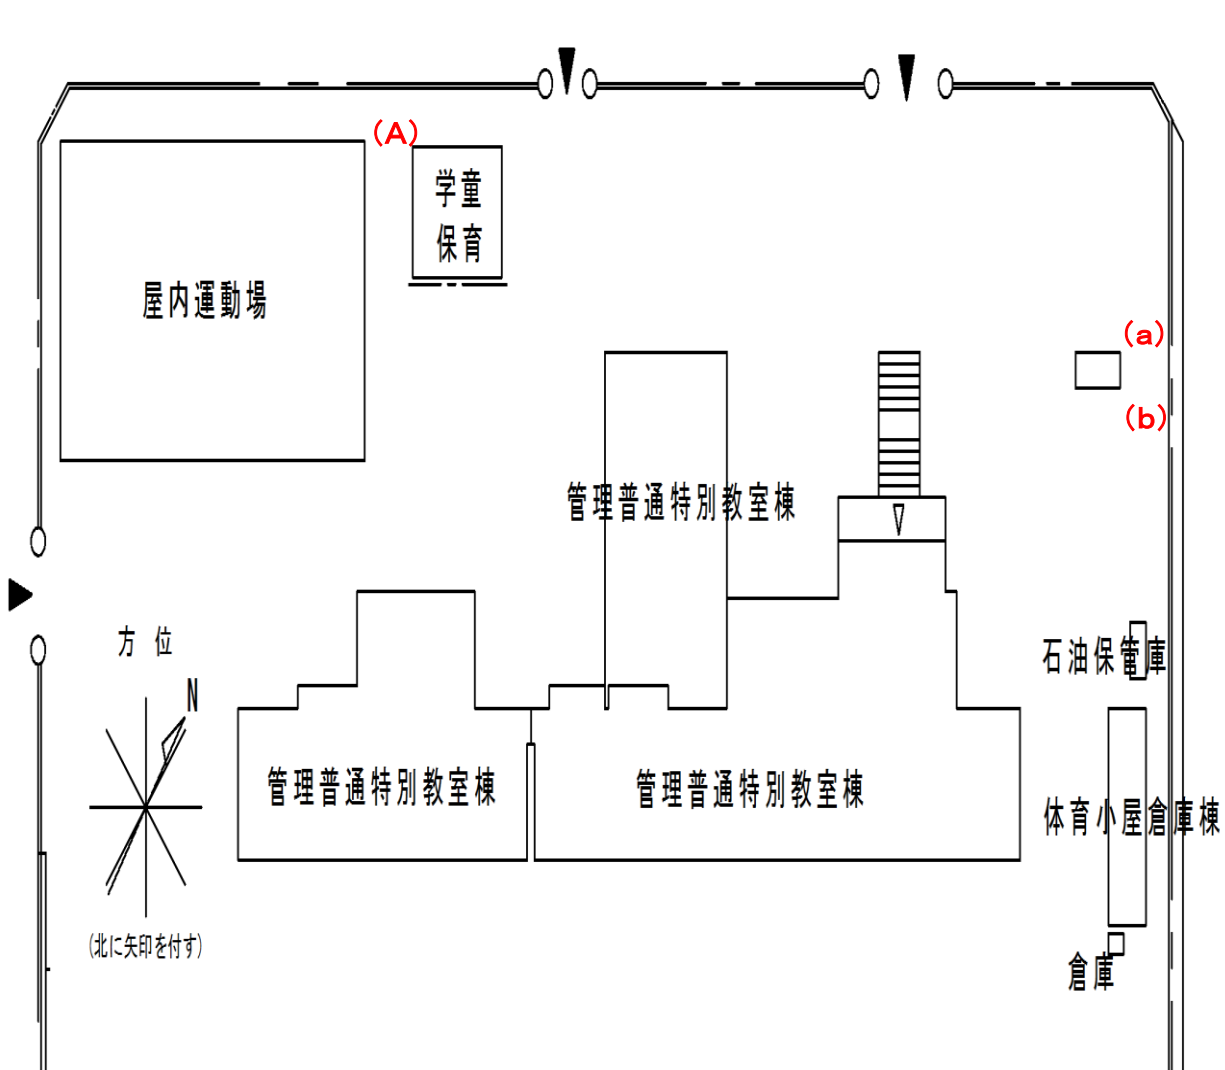 (A)
学童
保育
屋内運動場
(a)
(b)
管理普通特別教室棟
方 位
N
石油保管庫
管理普通特別教室棟
管理普通特別教室棟
体育小屋倉庫棟
(北に矢印を付す)
倉庫